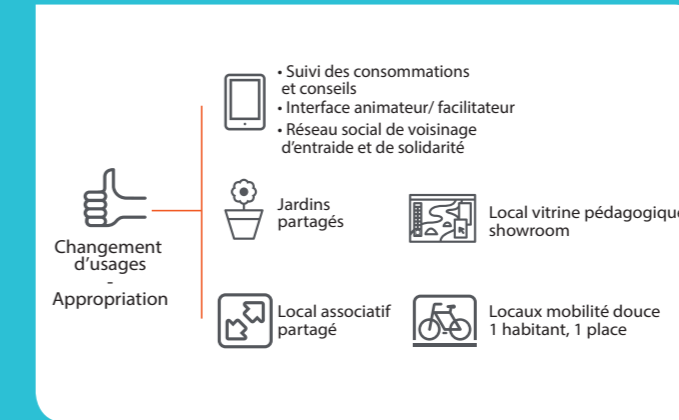 • Suivi des consommations
et conseils
• Interface animateur/ facilitateur
• Réseau social de voisinage
d'entraide et de solidarité
Changement
d'usages
-
Appropriation
Jardins
partagés
Local vitrine pédagogique
showroom
Local associatif
partagé
Locaux mobilité douce
1 habitant, 1 place